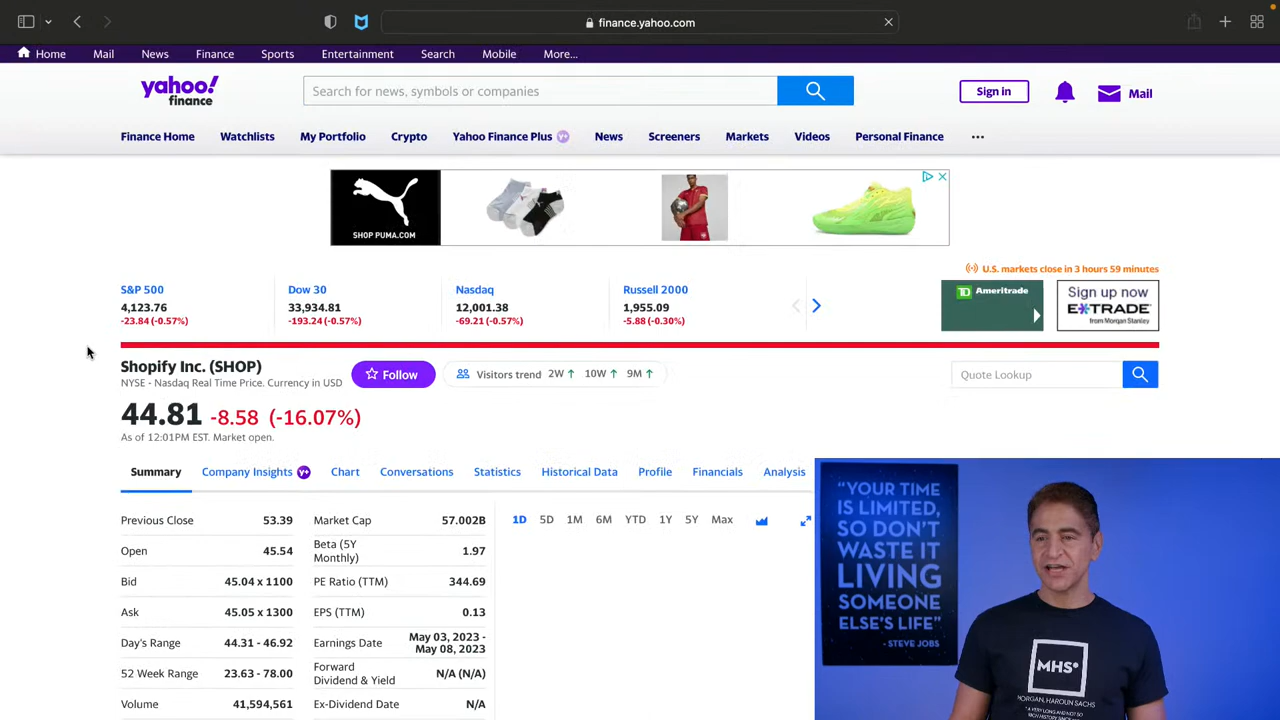 finance.yahoo.com
Home Mail News Finance Sports Entertainment Search Mobile More...
yahoo!
finance
Search for news, symbols or companies
Sign in
Mail
Finance Home Watchlists My Portfolio Crypto Yahoo Finance Plus News Screeners Markets Videos Personal Finance ...
SHOP PUMA.COM
U.S. markets close in 3 hours 59 minutes
S&P 500 Dow 30 Nasdaq Russell 2000
4,123.76 33,934.81 12,001.38 1,955.09
-23.84 (-0.57%) -193.24 (-0.57%) -69.21 (-0.57%) -5.88 (-0.30%)
TD Ameritrade
Sign up now
E*TRADE
from Morgan Stanley
Shopify Inc. (SHOP)
NYSE - Nasdaq Real Time Price. Currency in USD
Follow
Visitors trend 2W↑ 10W↑ 9M↑
Quote Lookup
44.81 -8.58 (-16.07%)
As of 12:01PM EST. Market open.
Summary Company Insights Y+ Chart Conversations Statistics Historical Data Profile Financials Analysis
Previous Close 53.39
Open 45.54
Bid 45.04 x 1100
Ask 45.05 x 1300
Day's Range 44.31 - 46.92
52 Week Range 23.63 - 78.00
Volume 41,594,561
Market Cap 57.002B
Beta (5Y
Monthly) 1.97
PE Ratio (TTM) 344.69
EPS (TTM) 0.13
Earnings Date May 03, 2023 -
May 08, 2023
Forward
Dividend & Yield N/A (N/A)
Ex-Dividend Date N/A
1D 5D 1M 6M YTD 1Y 5Y Max
“YOUR TIME
IS LIMITED,
SO DON'T
WASTE IT
LIVING
SOMEONE
ELSE'S LIFE”
- STEVE JOBS
MHS
MORGAN, HAROUN SACHS